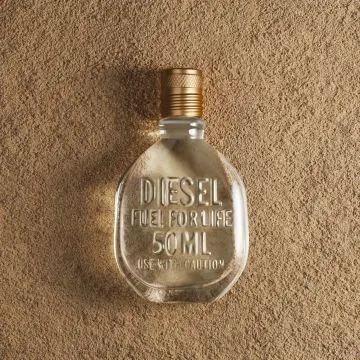 DIESEL
FUEL FOR LIFE
50ML
USE WITH CAUTION